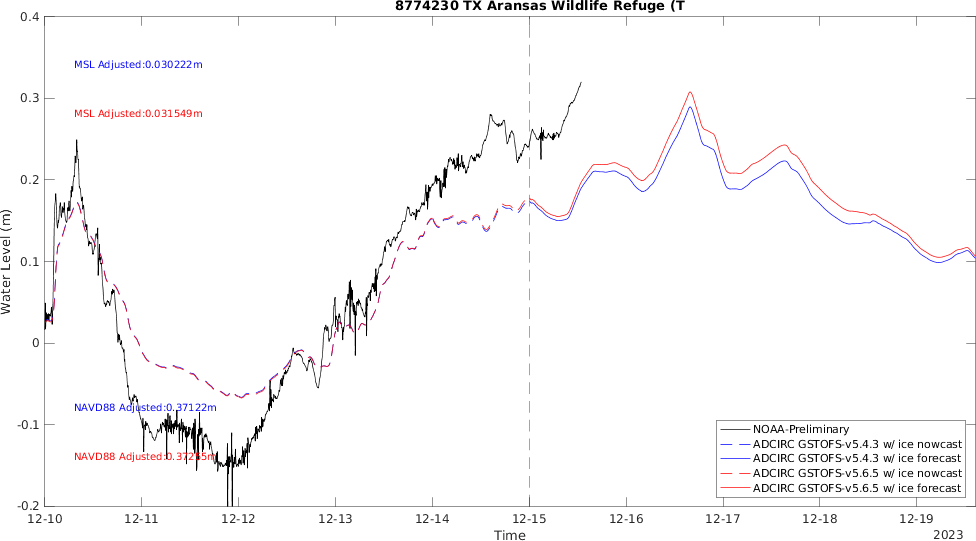 8774230 TX Aransas Wildlife Refuge (T
0.4
MSL Adjusted:0.030222m
0.3
MSL Adjusted:0.031549m
0.2
0.1
Water Level (m)
0
NAVD88 Adjusted:0.37122m
-0.1
NAVD88 Adjusted:0.37255m
-0.2
NOAA-Preliminary
ADCIRC GSTOFS-v5.4.3 w/ ice nowcast
ADCIRC GSTOFS-v5.4.3 w/ ice forecast
ADCIRC GSTOFS-v5.6.5 w/ ice nowcast
ADCIRC GSTOFS-v5.6.5 w/ ice forecast
12-10 12-11 12-12 12-13 12-14 12-15 12-16 12-17 12-18 12-19
Time
2023